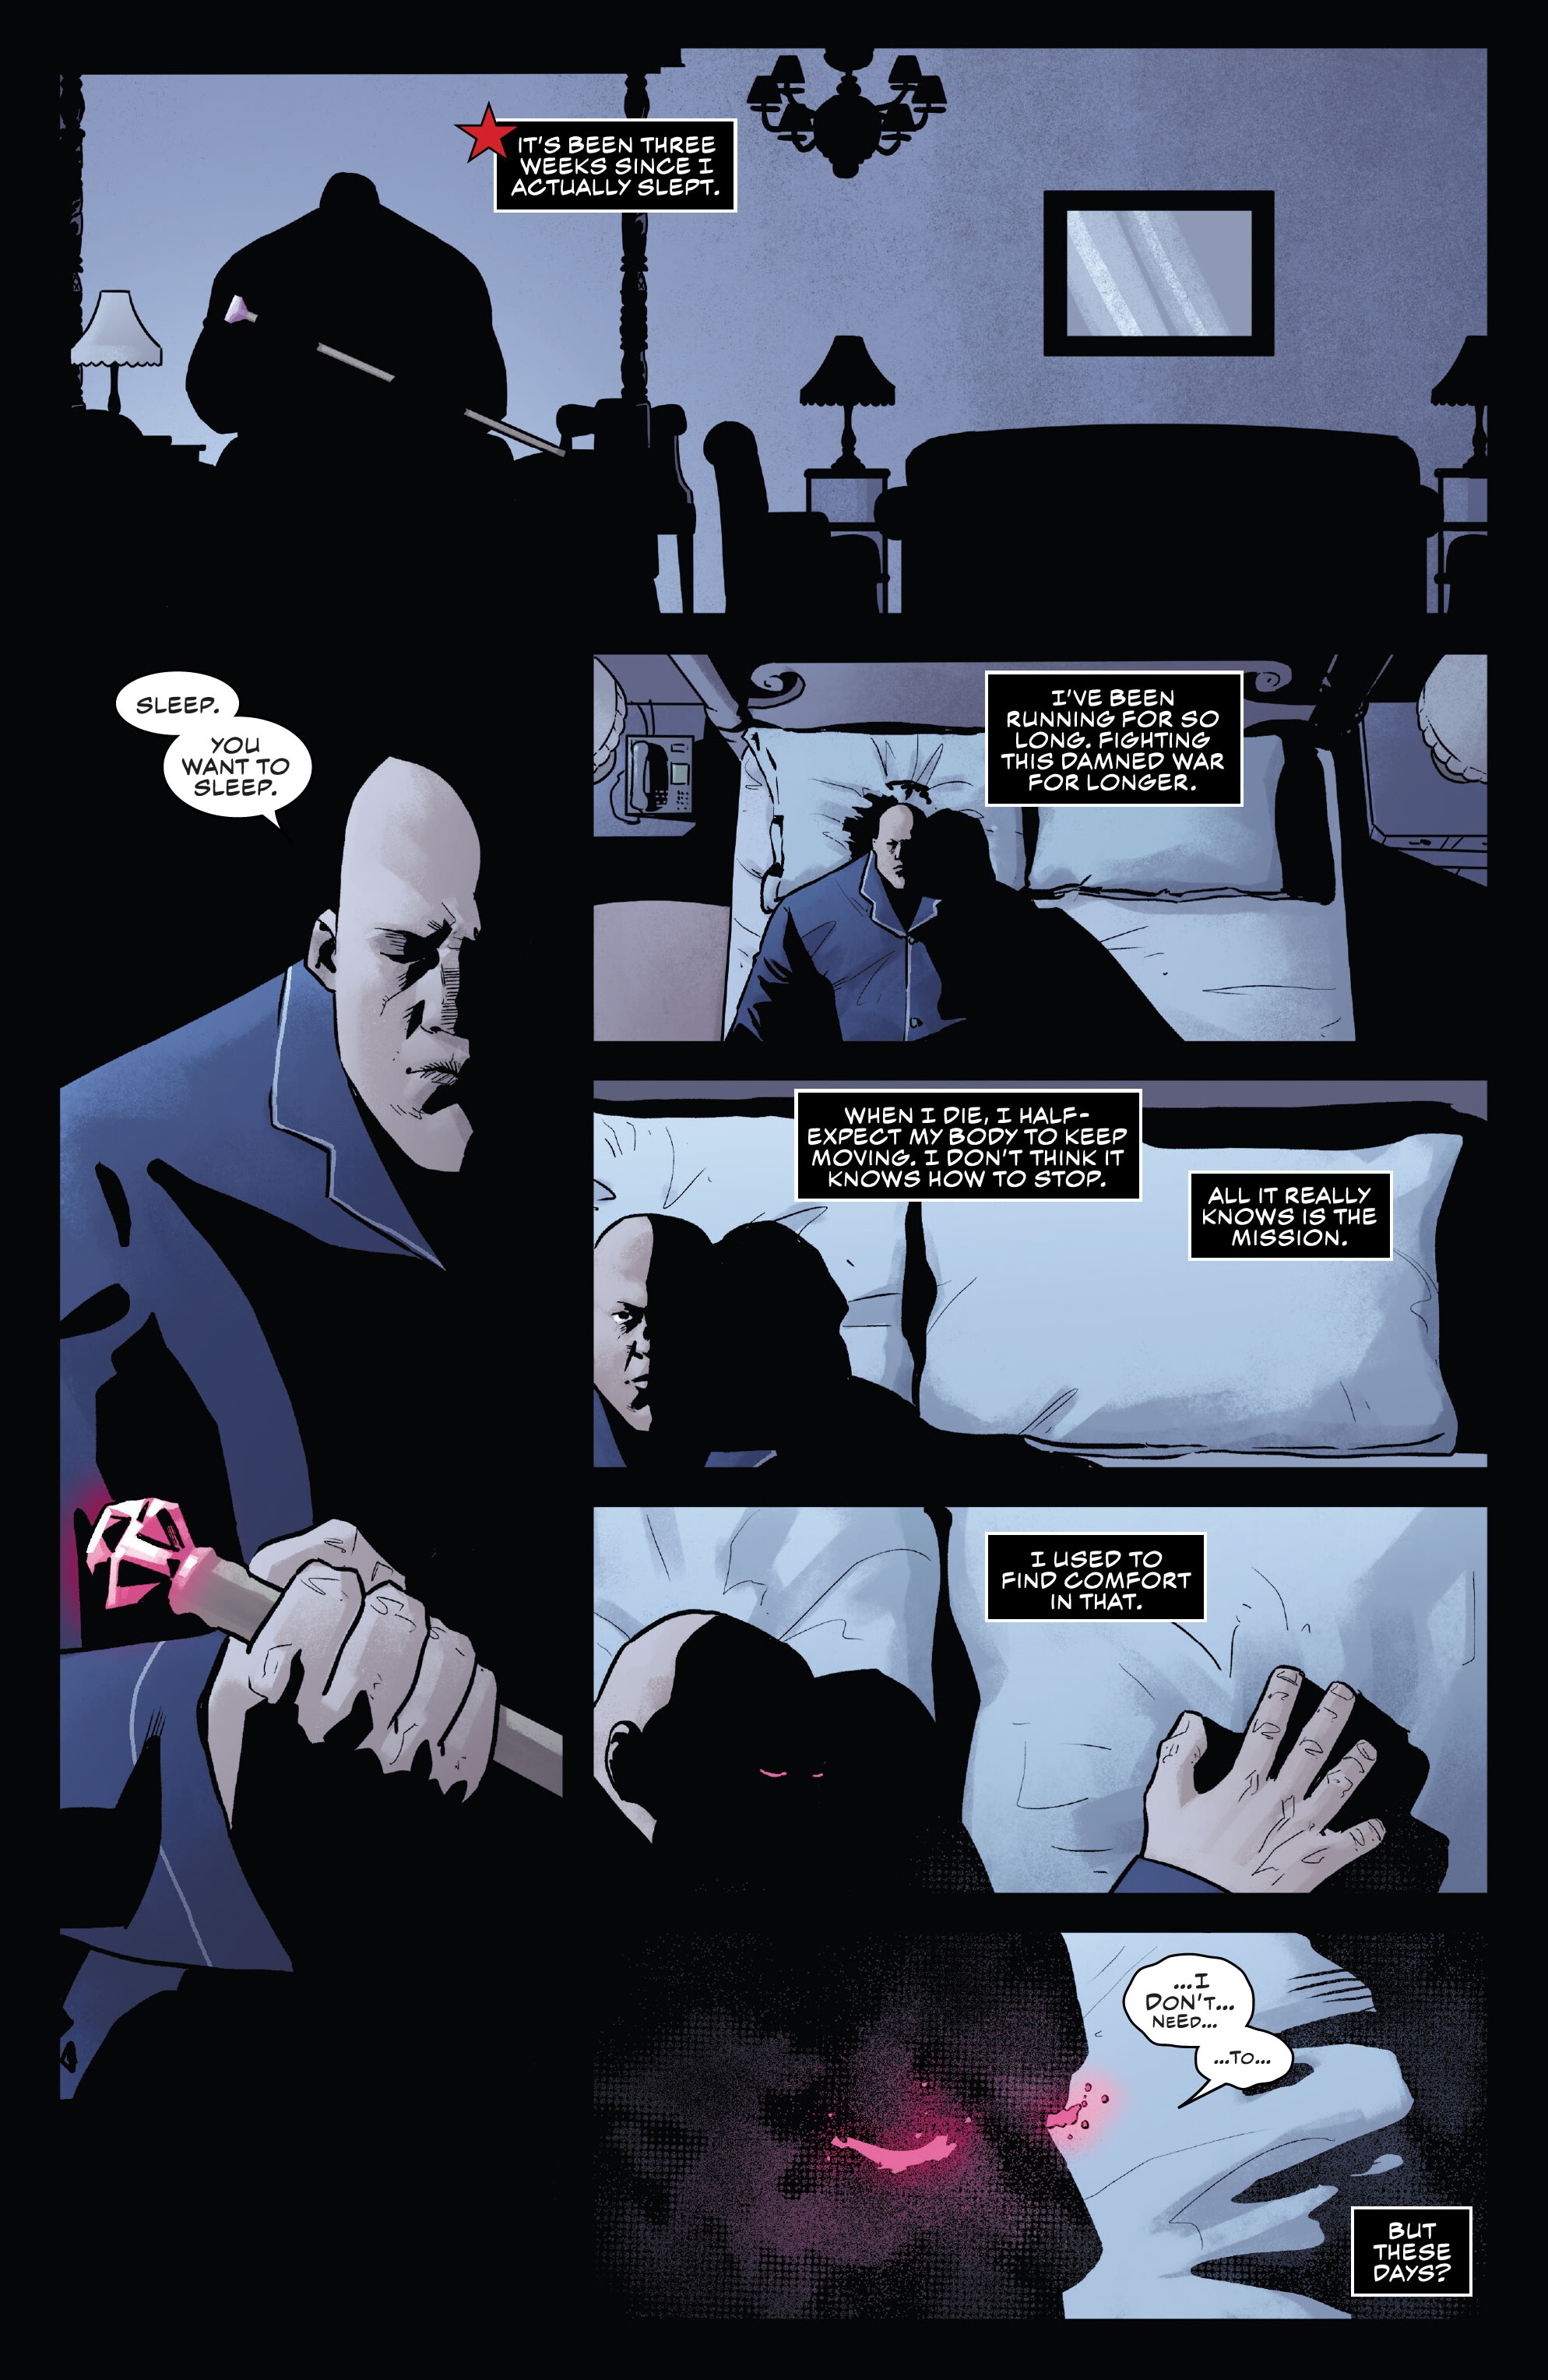 IT'S BEEN THREE
WEEKS SINCE I
ACTUALLY SLEPT.
SLEEP.
YOU
WANT TO
SLEEP.
I'VE BEEN
RUNNING FOR SO
LONG. FIGHTING
THIS DAMNED WAR
FOR LONGER.
WHEN I DIE, I HALF-
EXPECT MY BODY TO KEEP
MOVING. I DON'T THINK IT
KNOWS HOW TO STOP.
ALL IT REALLY
KNOWS IS THE
MISSION.
I USED TO
FIND COMFORT
IN THAT.
...I
DON'T...
NEED...
...TO...
BUT
THESE
DAYS?